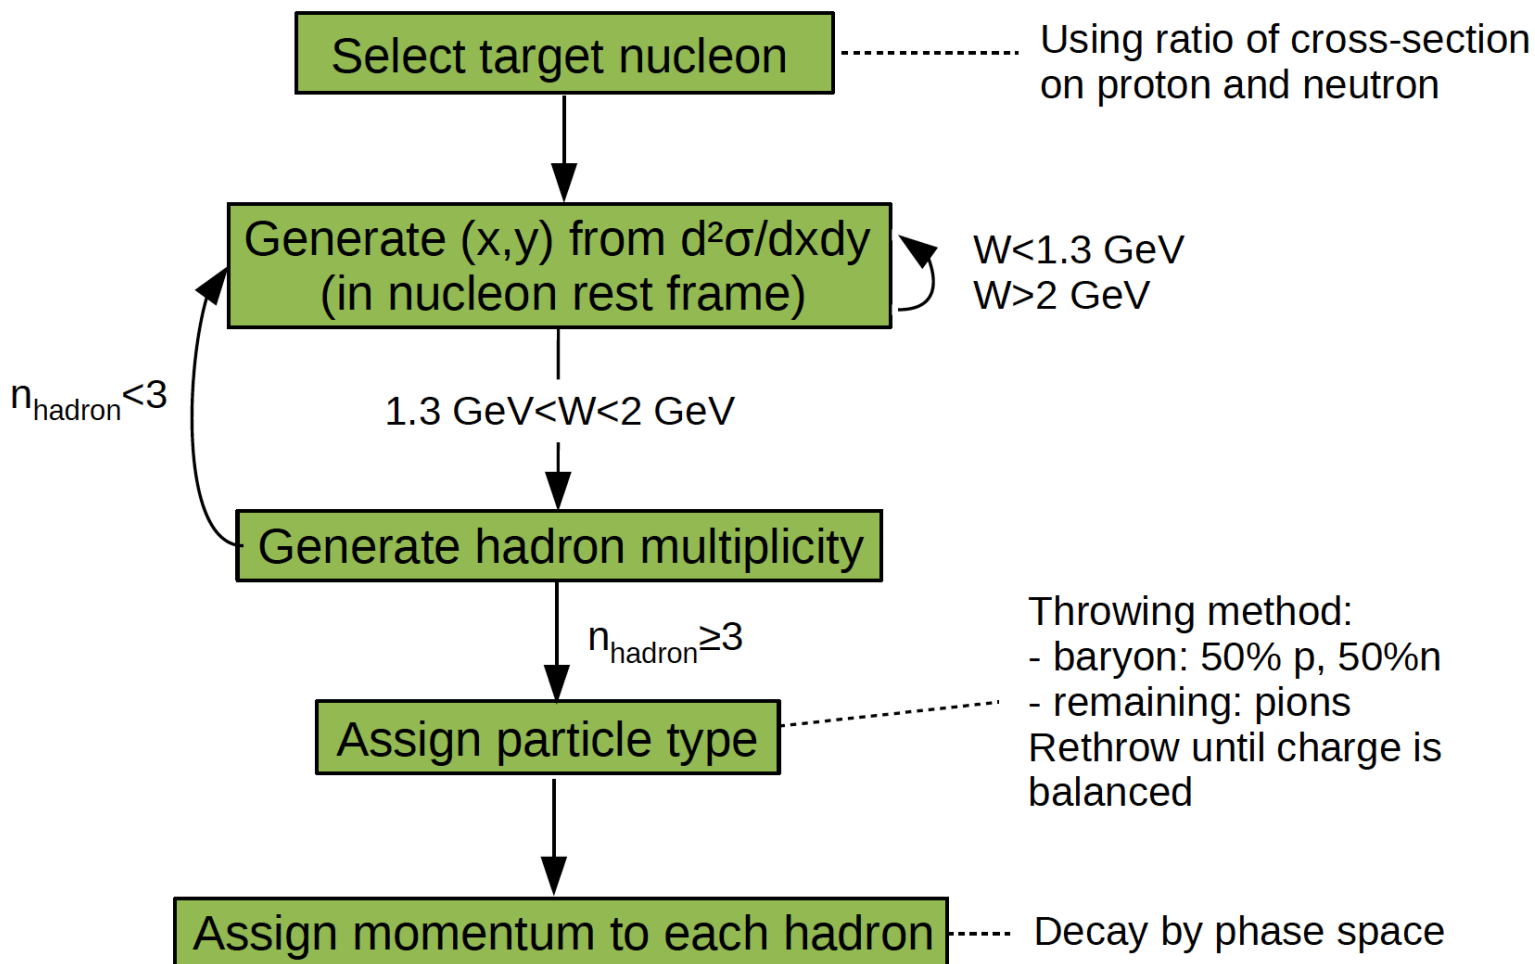 Select target nucleon
Using ratio of cross-section
on proton and neutron
Generate (x,y) from d²σ/dxdy
(in nucleon rest frame)
W<1.3 GeV
W>2 GeV
n_hadron<3
1.3 GeV<W<2 GeV
Generate hadron multiplicity
n_hadron≥3
Throwing method:
- baryon: 50% p, 50%n
- remaining: pions
Rethrow until charge is
balanced
Assign particle type
Assign momentum to each hadron
Decay by phase space